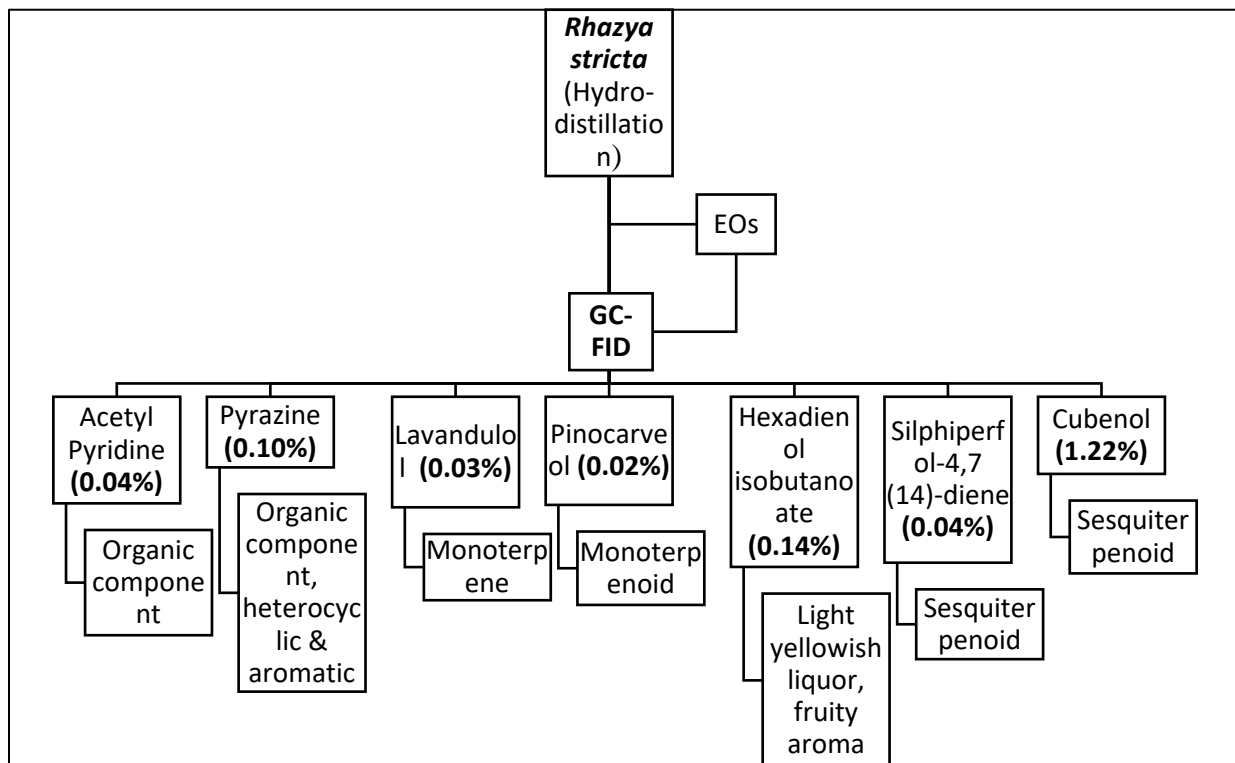 Rhazya
stricta
(Hydro-
distillatio
n)
EOs
GC-
FID
Acetyl
Pyridine
(0.04%)
Organic
compone
nt
Pyrazine
(0.10%)
Organic
compone
nt,
heterocyc
lic &
aromatic
Lavandulo
l (0.03%)
Monoterp
ene
Pinocarve
ol (0.02%)
Monoterp
enoid
Hexadien
ol
isobutano
ate
(0.14%)
Light
yellowish
liquor,
fruity
aroma
Silphiperf
ol-4,7
(14)-diene
(0.04%)
Sesquiter
penoid
Cubenol
(1.22%)
Sesquiter
penoid